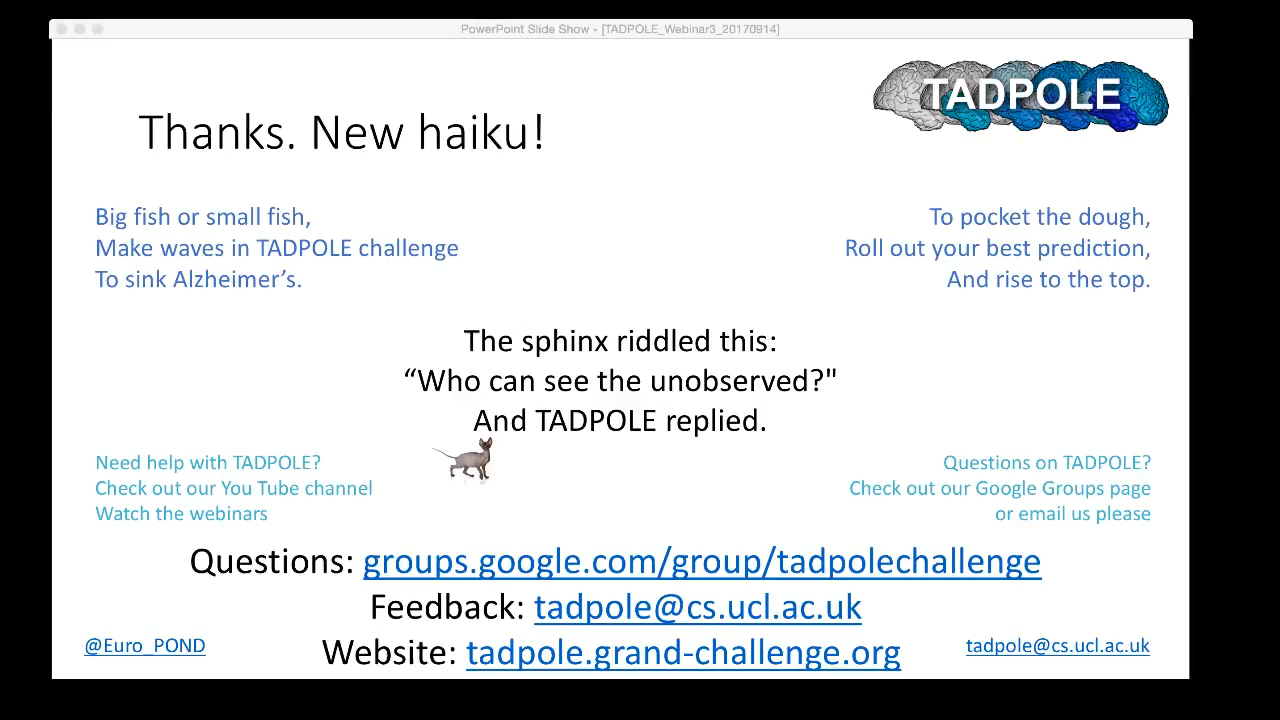 PowerPoint Slide Show - [TADPOLE_Webinar3_20170914]
TADPOLE
Thanks. New haiku!
Big fish or small fish,
Make waves in TADPOLE challenge
To sink Alzheimer’s.
To pocket the dough,
Roll out your best prediction,
And rise to the top.
The sphinx riddled this:
“Who can see the unobserved?"
And TADPOLE replied.
Need help with TADPOLE?
Check out our You Tube channel
Watch the webinars
Questions on TADPOLE?
Check out our Google Groups page
or email us please
Questions: groups.google.com/group/tadpolechallenge
Feedback: tadpole@cs.ucl.ac.uk
Website: tadpole.grand-challenge.org
@Euro_POND
tadpole@cs.ucl.ac.uk